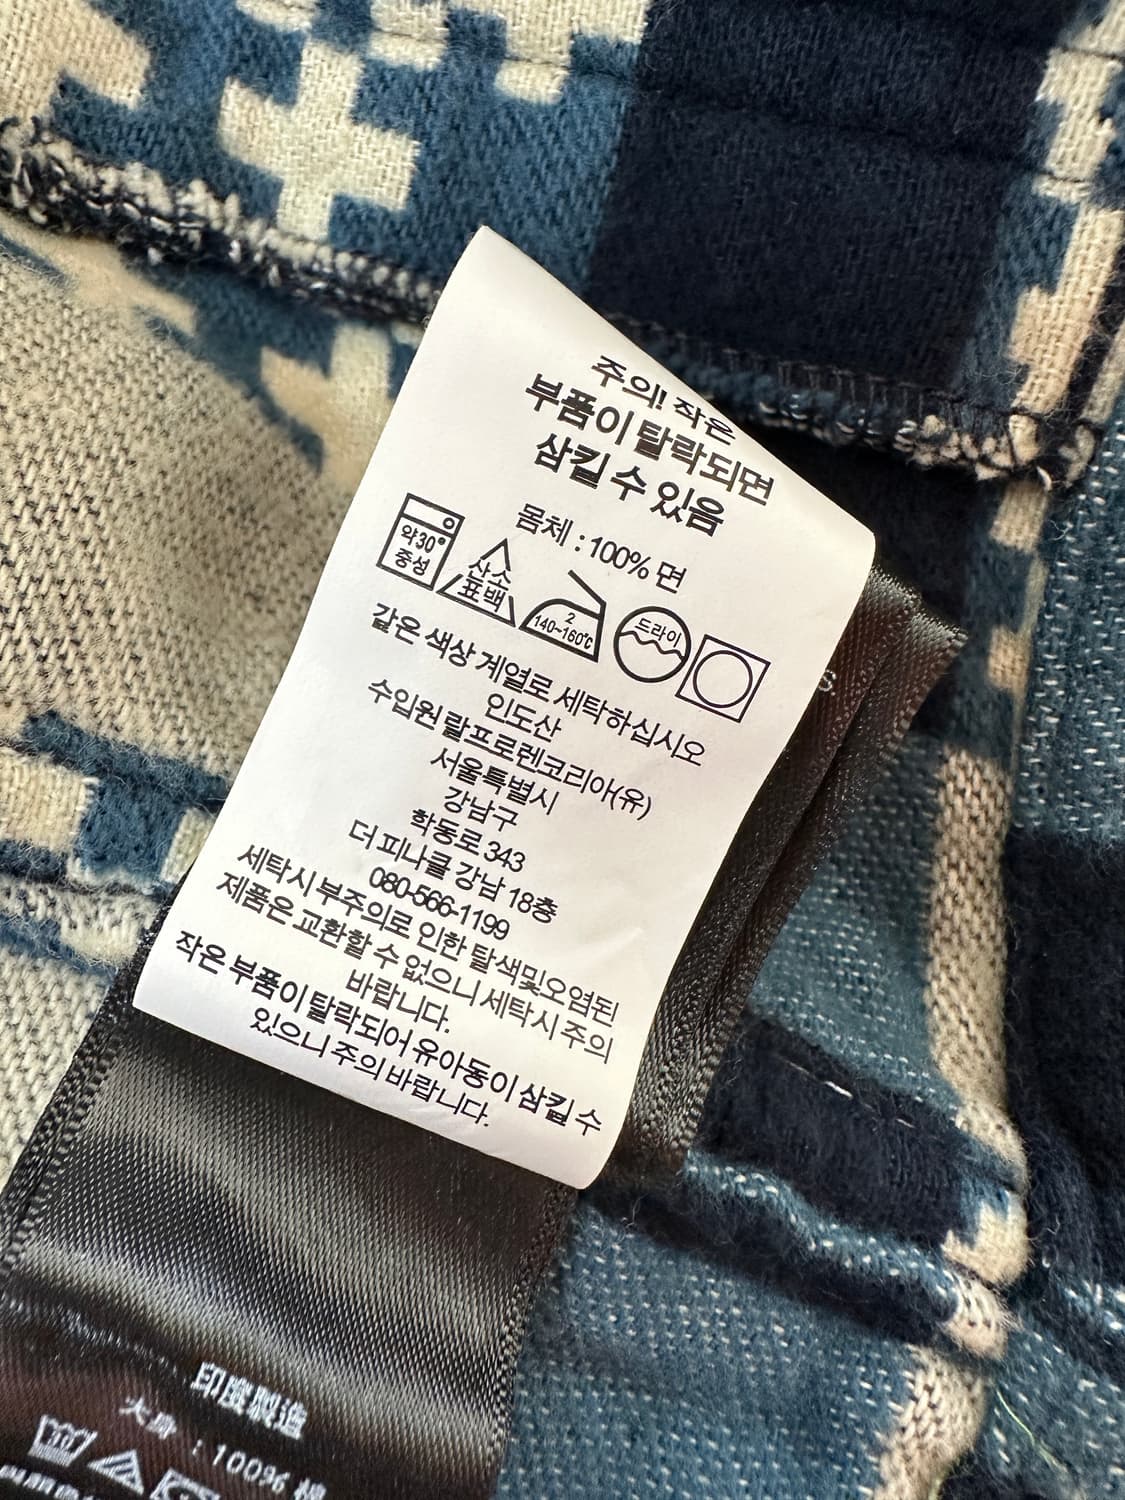 주의! 작은
부품이 탈락되면
삼킬 수 있음
몸체 : 100% 면
약30°
중성
산소
표백
2
140~160℃
드라이
같은 색상 계열로 세탁하십시오
인도산
수입원 랄프로렌코리아(유)
서울특별시
강남구
학동로 343
더 피나클 강남 18층
080-566-1199
세탁시 부주의로 인한 탈색및오염된
제품은 교환할 수 없으니 세탁시 주의
바랍니다.
작은 부품이 탈락되어 유아동이 삼킬 수
있으니 주의 바랍니다.
S
印度製造
大身 : 100% 棉